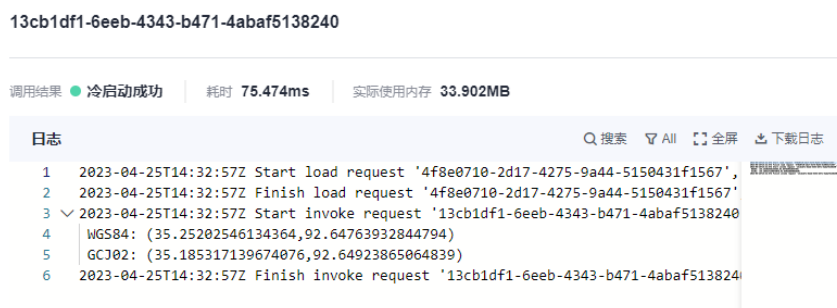 13cb1df1-6eeb-4343-b471-4abaf5138240
调用结果 冷启动成功 耗时 75.474ms 实际使用内存 33.902MB
日志 搜索 All 全屏 下载日志
1 2023-04-25T14:32:57Z Start load request '4f8e0710-2d17-4275-9a44-5150431f1567',
2 2023-04-25T14:32:57Z Finish load request '4f8e0710-2d17-4275-9a44-5150431f1567'
3 2023-04-25T14:32:57Z Start invoke request '13cb1df1-6eeb-4343-b471-4abaf5138240
4 WGS84: (35.25202546134364,92.64763932844794)
5 GCJ02: (35.185317139674076,92.64923865064839)
6 2023-04-25T14:32:57Z Finish invoke request '13cb1df1-6eeb-4343-b471-4abaf513824